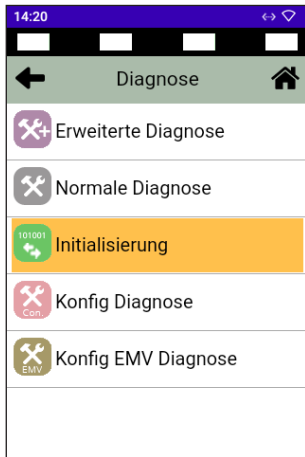 14:20
Diagnose
Erweiterte Diagnose
Normale Diagnose
101001
Initialisierung
Con.
Konfig Diagnose
EMV
Konfig EMV Diagnose